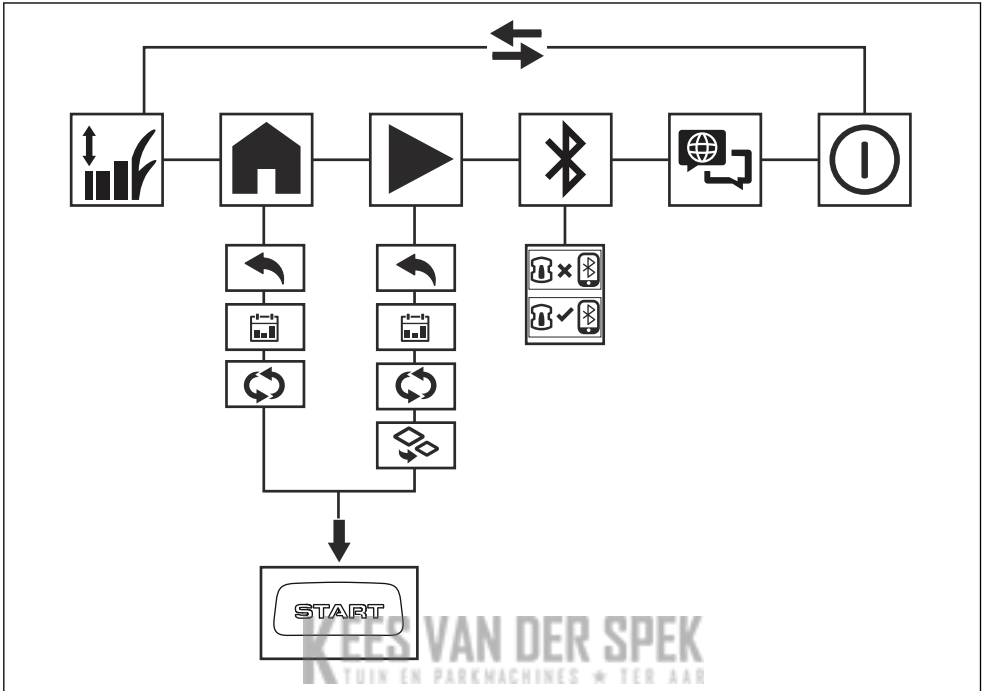 START
KEES VAN DER SPEK
TUIN EN PARKMACHINES ★ TER AAR